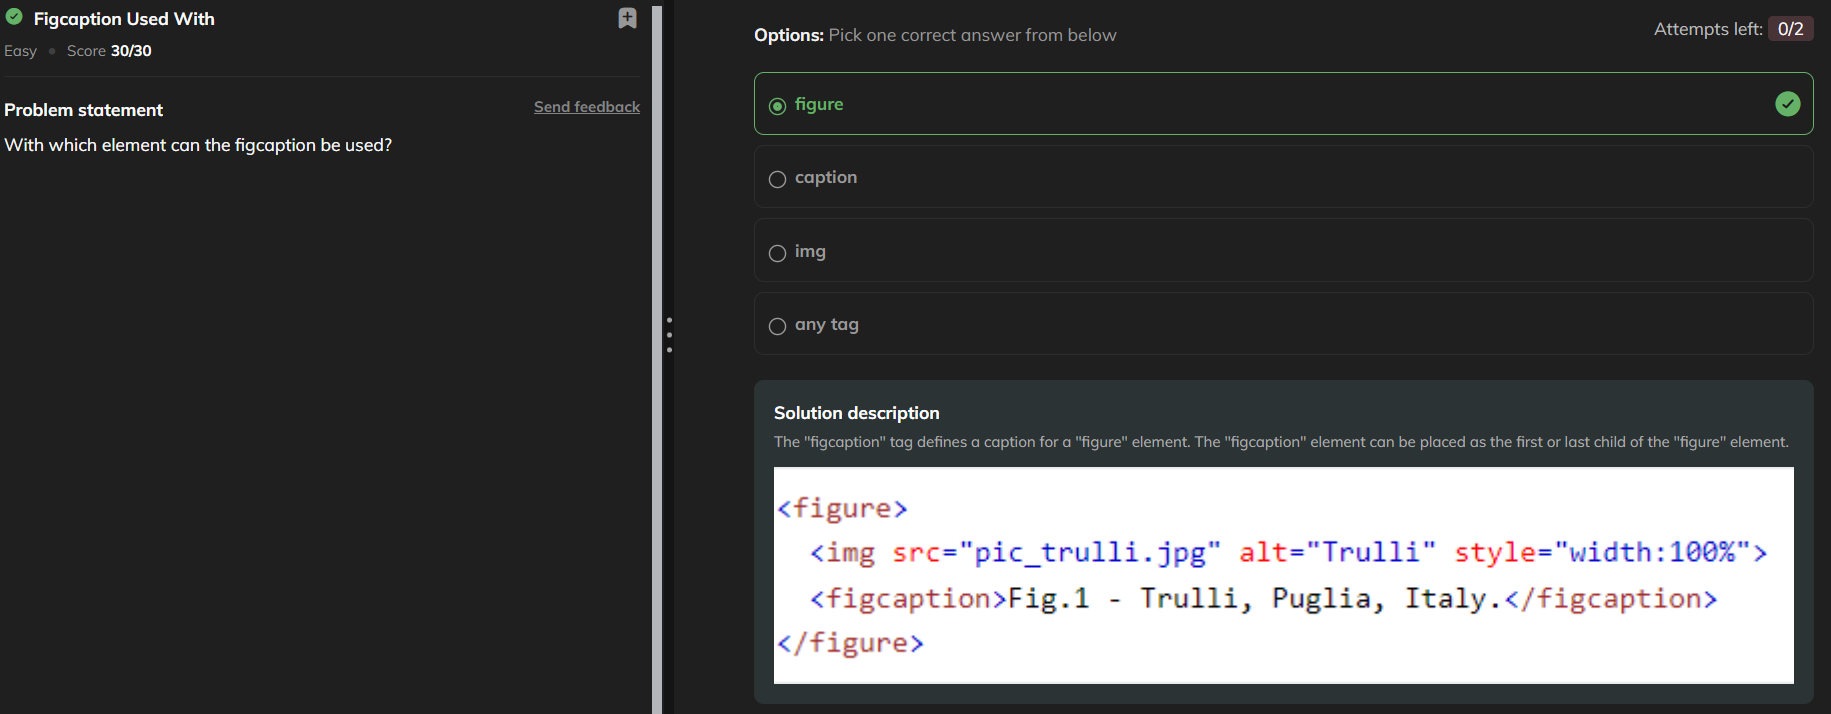 Figcaption Used With
Easy • Score 30/30
Problem statement
Send feedback
With which element can the figcaption be used?
Options: Pick one correct answer from below
Attempts left: 0/2
figure
caption
img
any tag
Solution description
The "figcaption" tag defines a caption for a "figure" element. The "figcaption" element can be placed as the first or last child of the "figure" element.
<figure>
  <img src="pic_trulli.jpg" alt="Trulli" style="width:100%">
  <figcaption>Fig.1 - Trulli, Puglia, Italy.</figcaption>
</figure>